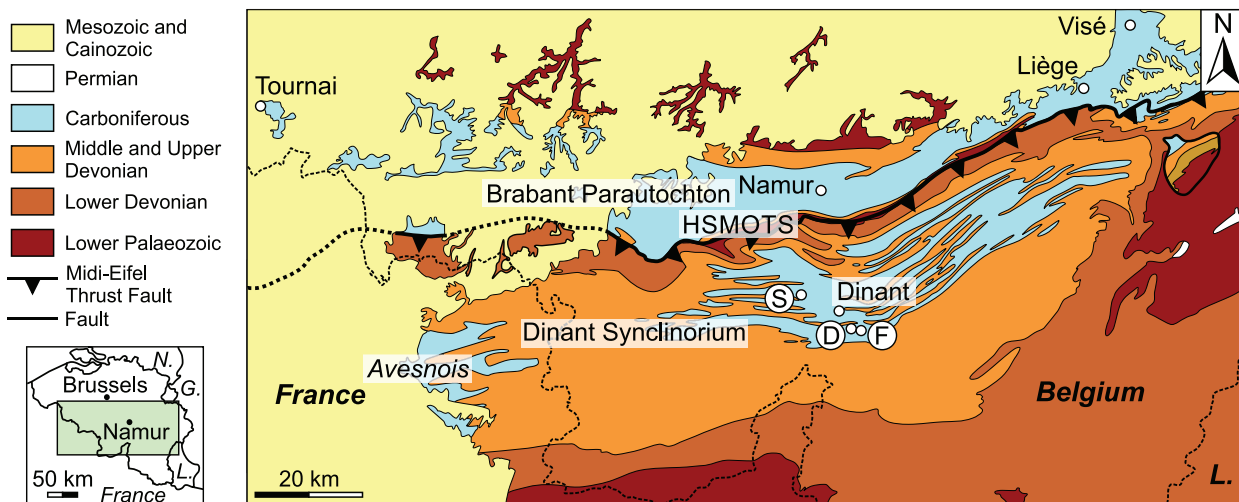 Mesozoic and
Cainozoic
Permian
Carboniferous
Middle and Upper
Devonian
Lower Devonian
Lower Palaeozoic
Midi-Eifel
Thrust Fault
Fault
Brussels
N.
G.
Namur
L.
50 km
France
Visé
N
Liège
Tournai
Namur
Brabant Parautochton
HSMOTS
S
Dinant
Dinant Synclinorium
D
F
Avesnois
France
Belgium
20 km
L.